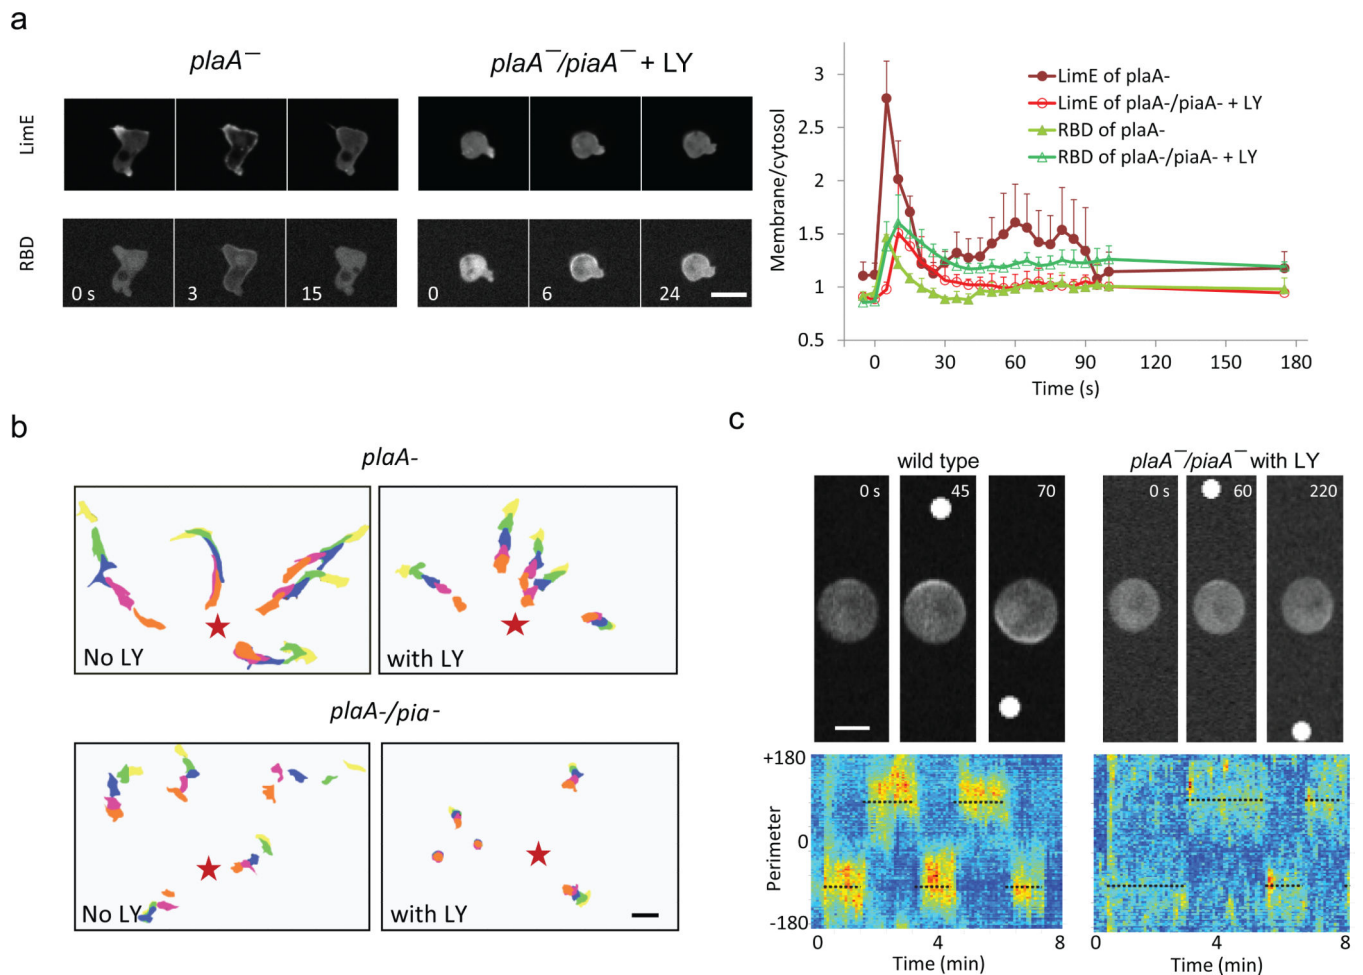 a
plaA⁻
plaA⁻/piaA⁻ + LY
LimE
RBD
0 s
3
15
0
6
24
Membrane/cytosol
3
2.5
2
1.5
1
0.5
LimE of plaA-
LimE of plaA-/piaA- + LY
RBD of plaA-
RBD of plaA-/piaA- + LY
0
30
60
90
120
150
180
Time (s)
b
plaA-
No LY
with LY
plaA-/pia-
No LY
with LY
c
wild type
plaA⁻/piaA⁻ with LY
0 s
45
70
0 s
60
220
Perimeter
+180
0
-180
0
4
8
Time (min)
0
4
8
Time (min)